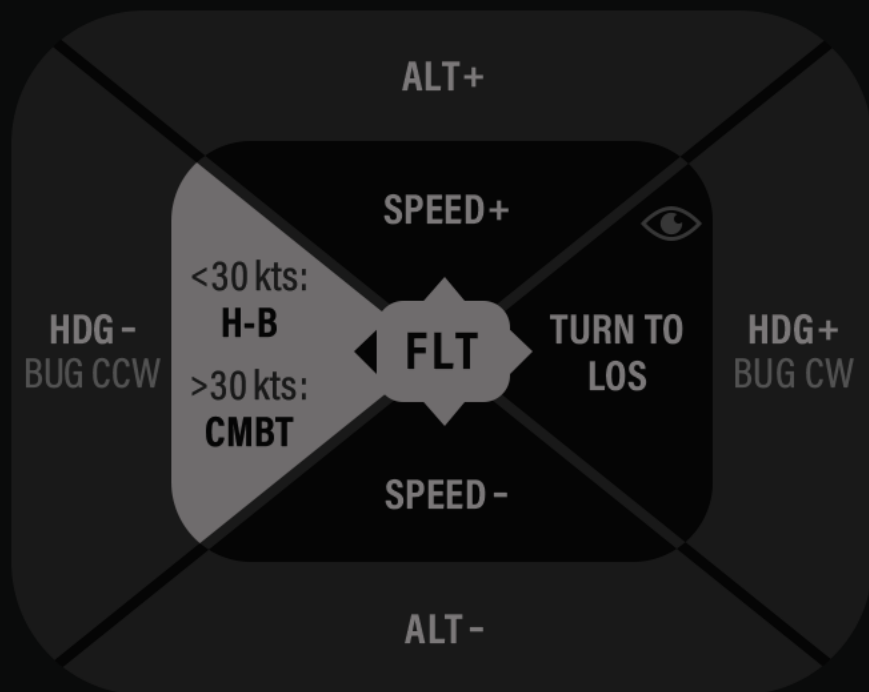 ALT+
SPEED+
<30 kts:
H-B
>30 kts:
CMBT
HDG-
BUG CCW
FLT
TURN TO
LOS
HDG+
BUG CW
SPEED-
ALT-